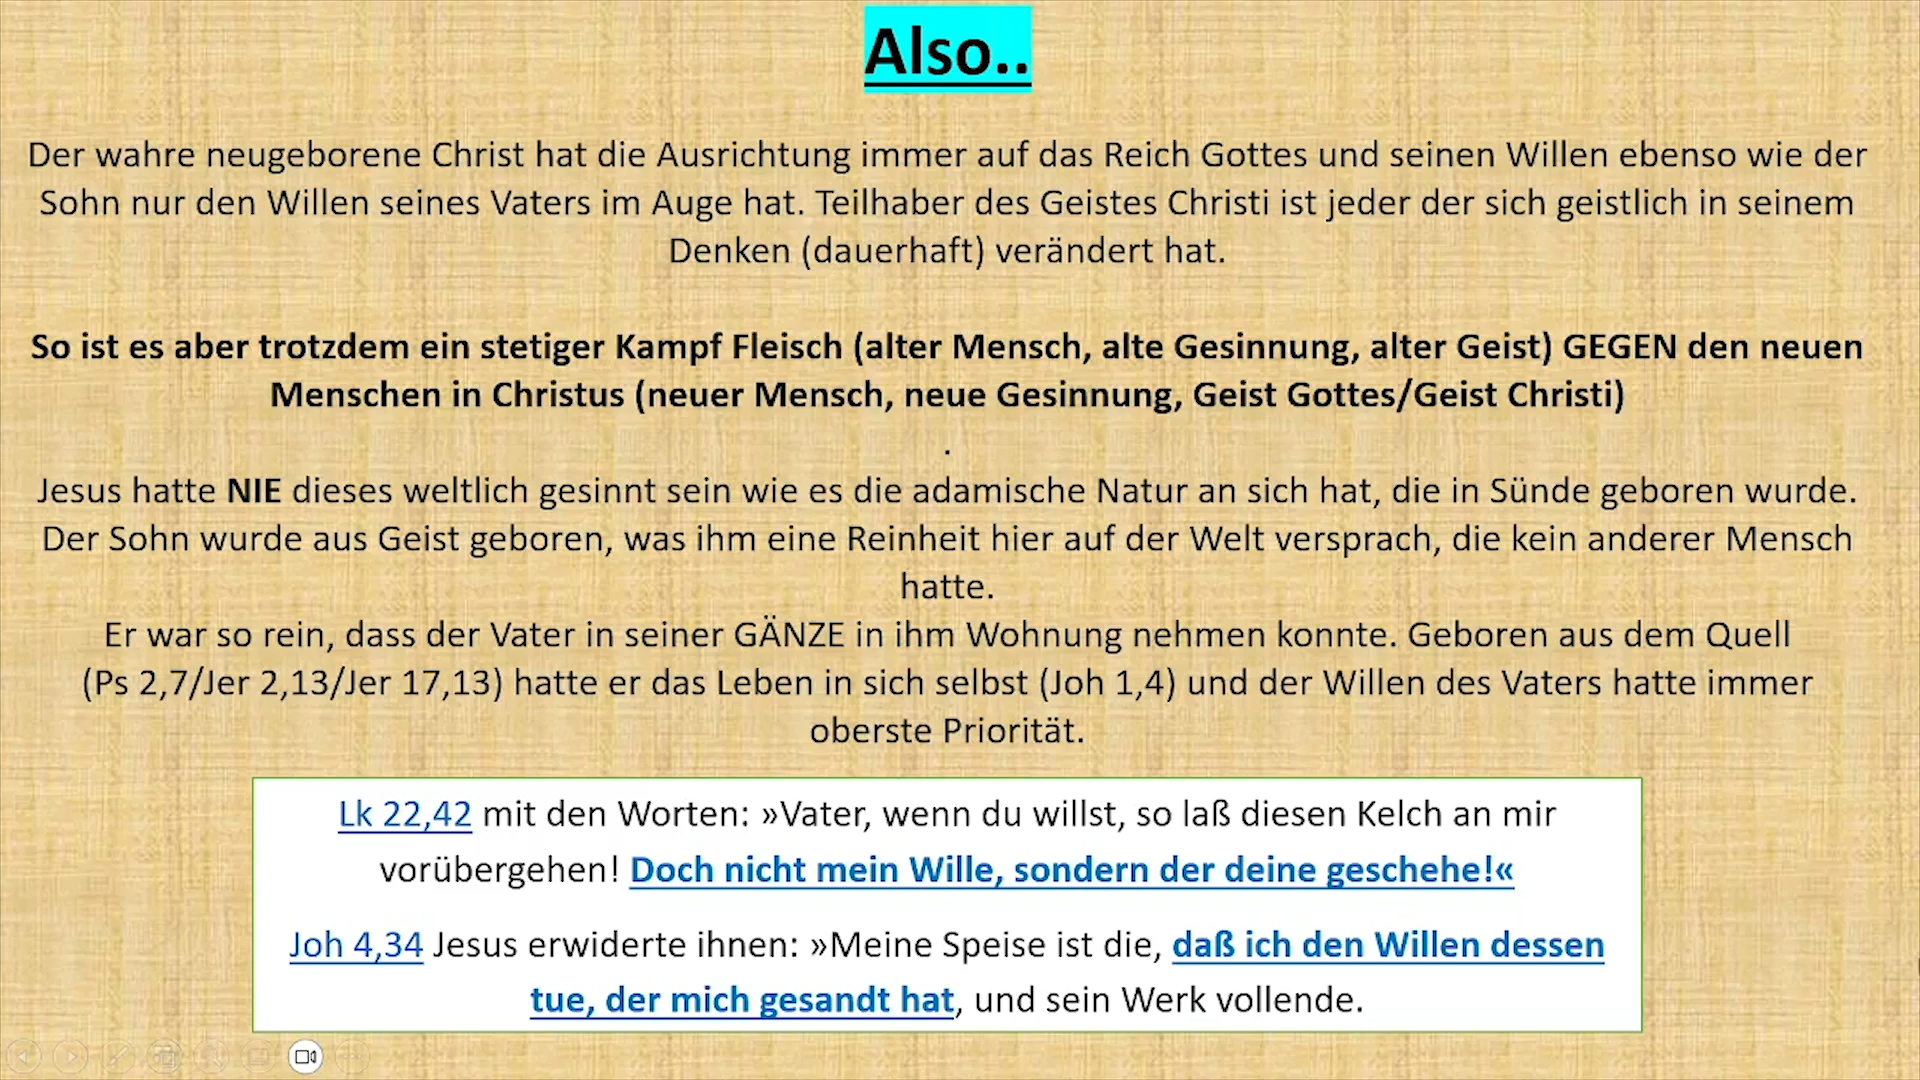 Also..
Der wahre neugeborene Christ hat die Ausrichtung immer auf das Reich Gottes und seinen Willen ebenso wie der
Sohn nur den Willen seines Vaters im Auge hat. Teilhaber des Geistes Christi ist jeder der sich geistlich in seinem
Denken (dauerhaft) verändert hat.
So ist es aber trotzdem ein stetiger Kampf Fleisch (alter Mensch, alte Gesinnung, alter Geist) GEGEN den neuen
Menschen in Christus (neuer Mensch, neue Gesinnung, Geist Gottes/Geist Christi)
.
Jesus hatte NIE dieses weltlich gesinnt sein wie es die adamische Natur an sich hat, die in Sünde geboren wurde.
Der Sohn wurde aus Geist geboren, was ihm eine Reinheit hier auf der Welt versprach, die kein anderer Mensch
hatte.
Er war so rein, dass der Vater in seiner GÄNZE in ihm Wohnung nehmen konnte. Geboren aus dem Quell
(Ps 2,7/Jer 2,13/Jer 17,13) hatte er das Leben in sich selbst (Joh 1,4) und der Willen des Vaters hatte immer
oberste Priorität.
Lk 22,42 mit den Worten: »Vater, wenn du willst, so laß diesen Kelch an mir
vorübergehen! Doch nicht mein Wille, sondern der deine geschehe!«
Joh 4,34 Jesus erwiderte ihnen: »Meine Speise ist die, daß ich den Willen dessen
tue, der mich gesandt hat, und sein Werk vollende.